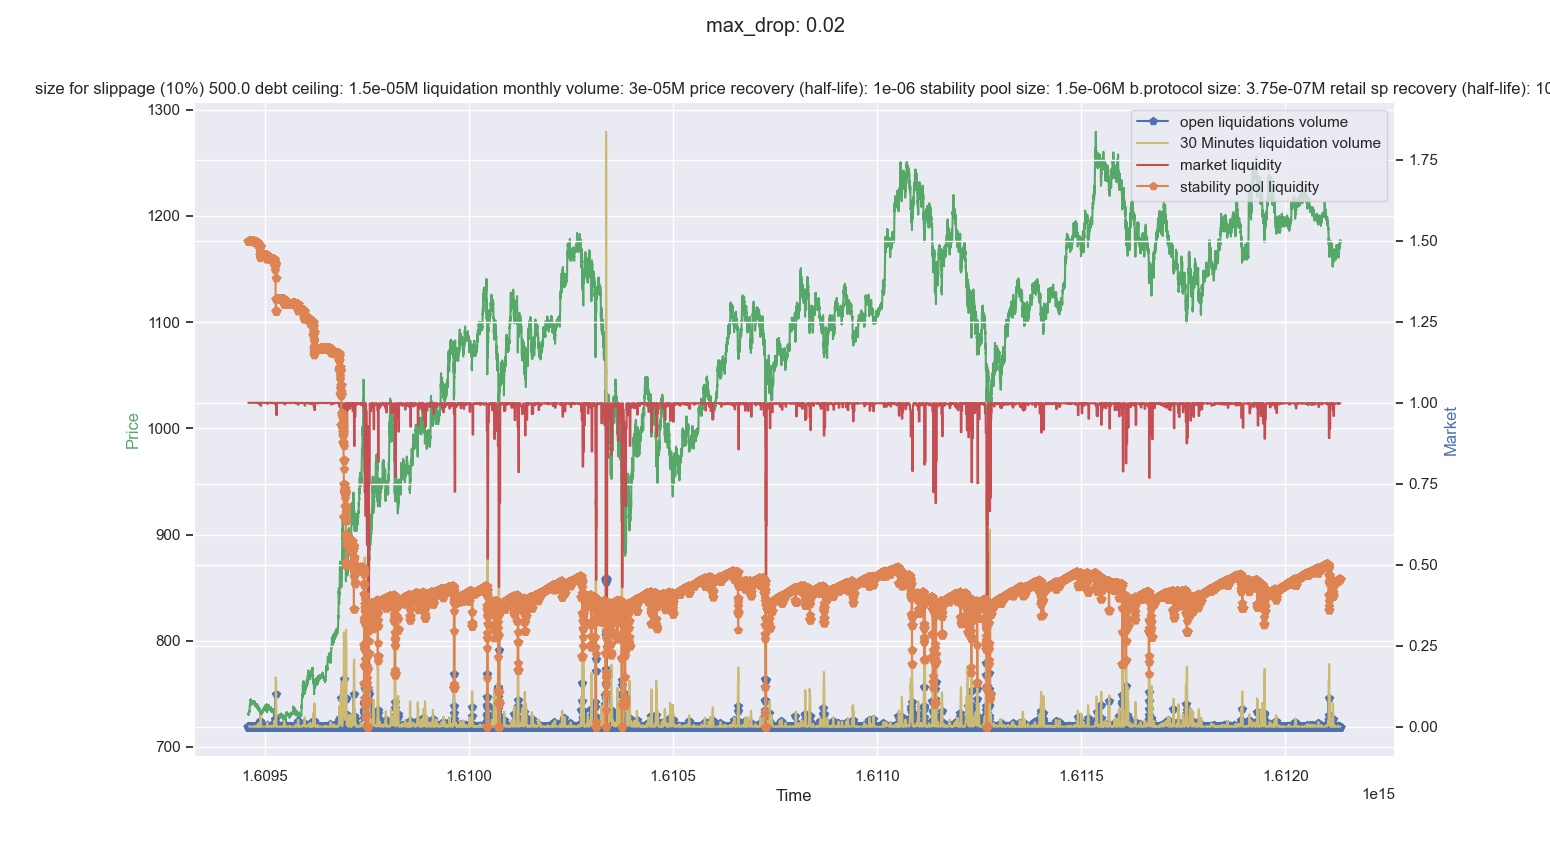 max_drop: 0.02
size for slippage (10%) 500.0 debt ceiling: 1.5e-05M liquidation monthly volume: 3e-05M price recovery (half-life): 1e-06 stability pool size: 1.5e-06M b.protocol size: 3.75e-07M retail sp recovery (half-life): 10
1300
1200
1100
1000
900
800
700
Price
open liquidations volume
30 Minutes liquidation volume
market liquidity
stability pool liquidity
1.75
1.50
1.25
1.00
0.75
0.50
0.25
0.00
Market
1.6095
1.6100
1.6105
1.6110
1.6115
1.6120
1e15
Time